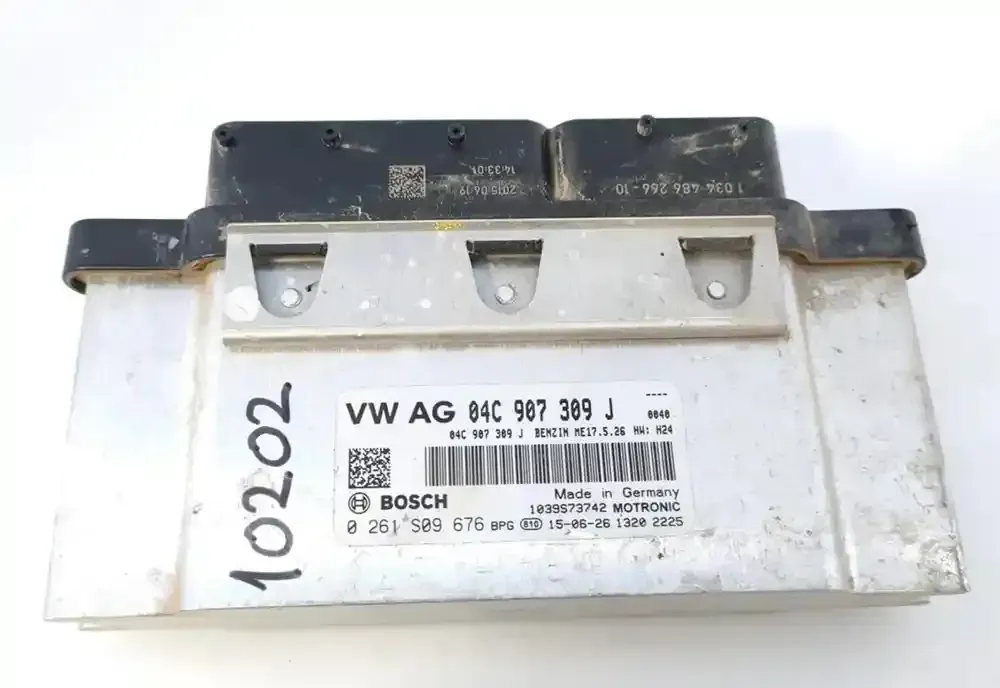 14:33:01
2015.06.19
1 034 486 266-10
10202
VW AG 04C 907 309 J
----
0040
04C 907 309 J BENZIN ME17.5.26 HW: H24
BOSCH
Made in Germany
1039S73742 MOTRONIC
0 261 S09 676 BPG 810 15-06-26 1320 2225